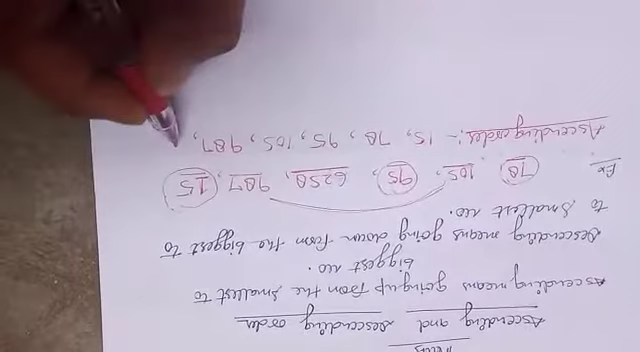 Ascending and Descending order
Ascending means going up from the smallest to
biggest no.
Descending means going down from the biggest to
to smallest no.
Ex. 78, 105, 95, 6258, 987, 15
Ascending order:- 15, 78, 95, 105, 987,